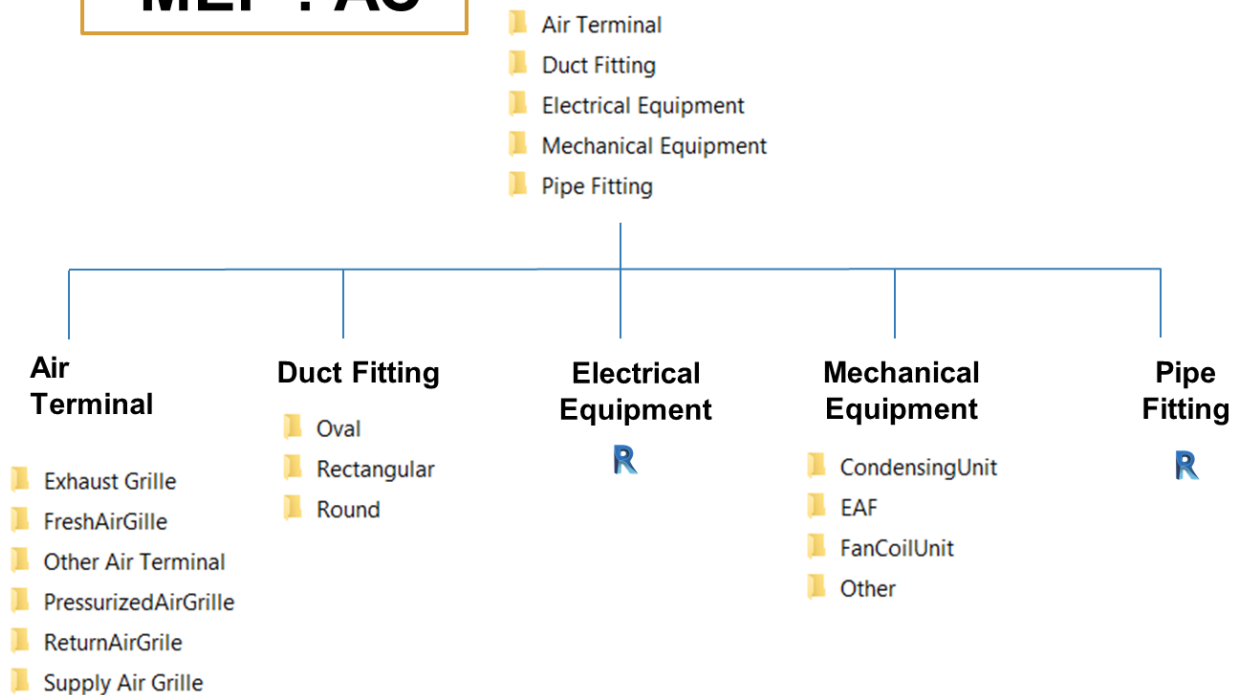 MEP : AC
Air Terminal
Duct Fitting
Electrical Equipment
Mechanical Equipment
Pipe Fitting
Air
Terminal
Exhaust Grille
FreshAirGille
Other Air Terminal
PressurizedAirGrille
ReturnAirGrile
Supply Air Grille
Duct Fitting
Oval
Rectangular
Round
Electrical
Equipment
R
Mechanical
Equipment
CondensingUnit
EAF
FanCoilUnit
Other
Pipe
Fitting
R